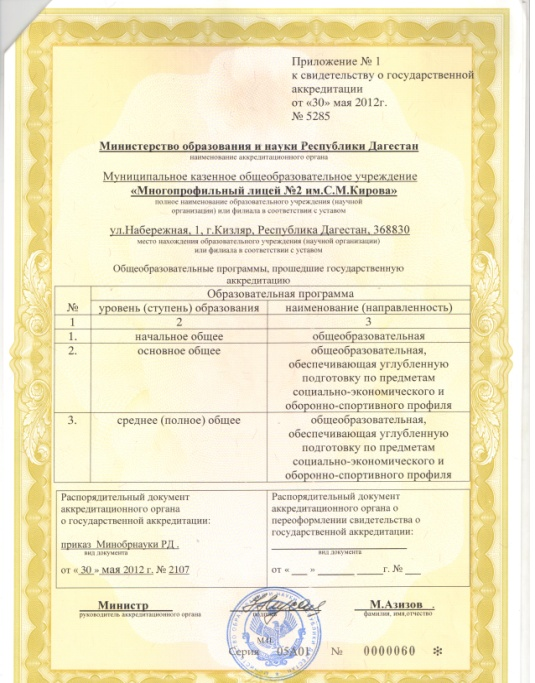 Приложение № 1
к свидетельству о государственной
аккредитации
от «30» мая 2012г.
№ 5285
Министерство образования и науки Республики Дагестан
наименование аккредитационного органа
Муниципальное казенное общеобразовательное учреждение
«Многопрофильный лицей №2 им.С.М.Кирова»
полное наименование образовательного учреждения (научной
организации) или филиала в соответствии с уставом
ул.Набережная, 1, г.Кизляр, Республика Дагестан, 368830
место нахождения образовательного учреждения (научной организации)
или филиала в соответствии с уставом
Общеобразовательные программы, прошедшие государственную
аккредитацию
Образовательная программа
№ уровень (ступень) образования наименование (направленность)
1 2 3
1. начальное общее общеобразовательная
2. основное общее общеобразовательная,
обеспечивающая углубленную
подготовку по предметам
социально-экономического и
оборонно-спортивного профиля
3. среднее (полное) общее общеобразовательная,
обеспечивающая углубленную
подготовку по предметам
социально-экономического и
оборонно-спортивного профиля
Распорядительный документ
аккредитационного органа
о государственной аккредитации:
приказ Минобрнауки РД .
вид документа
от « 30 » мая 2012 г. № 2107
Распорядительный документ
аккредитационного органа о
переоформлении свидетельства о
государственной аккредитации:
вид документа
от « ___ » _______ _____г. № ___
Министр
руководитель аккредитационного органа
М.Азизов .
фамилия, имя,отчество
М.П
Серия 05А01 № 0000060 *